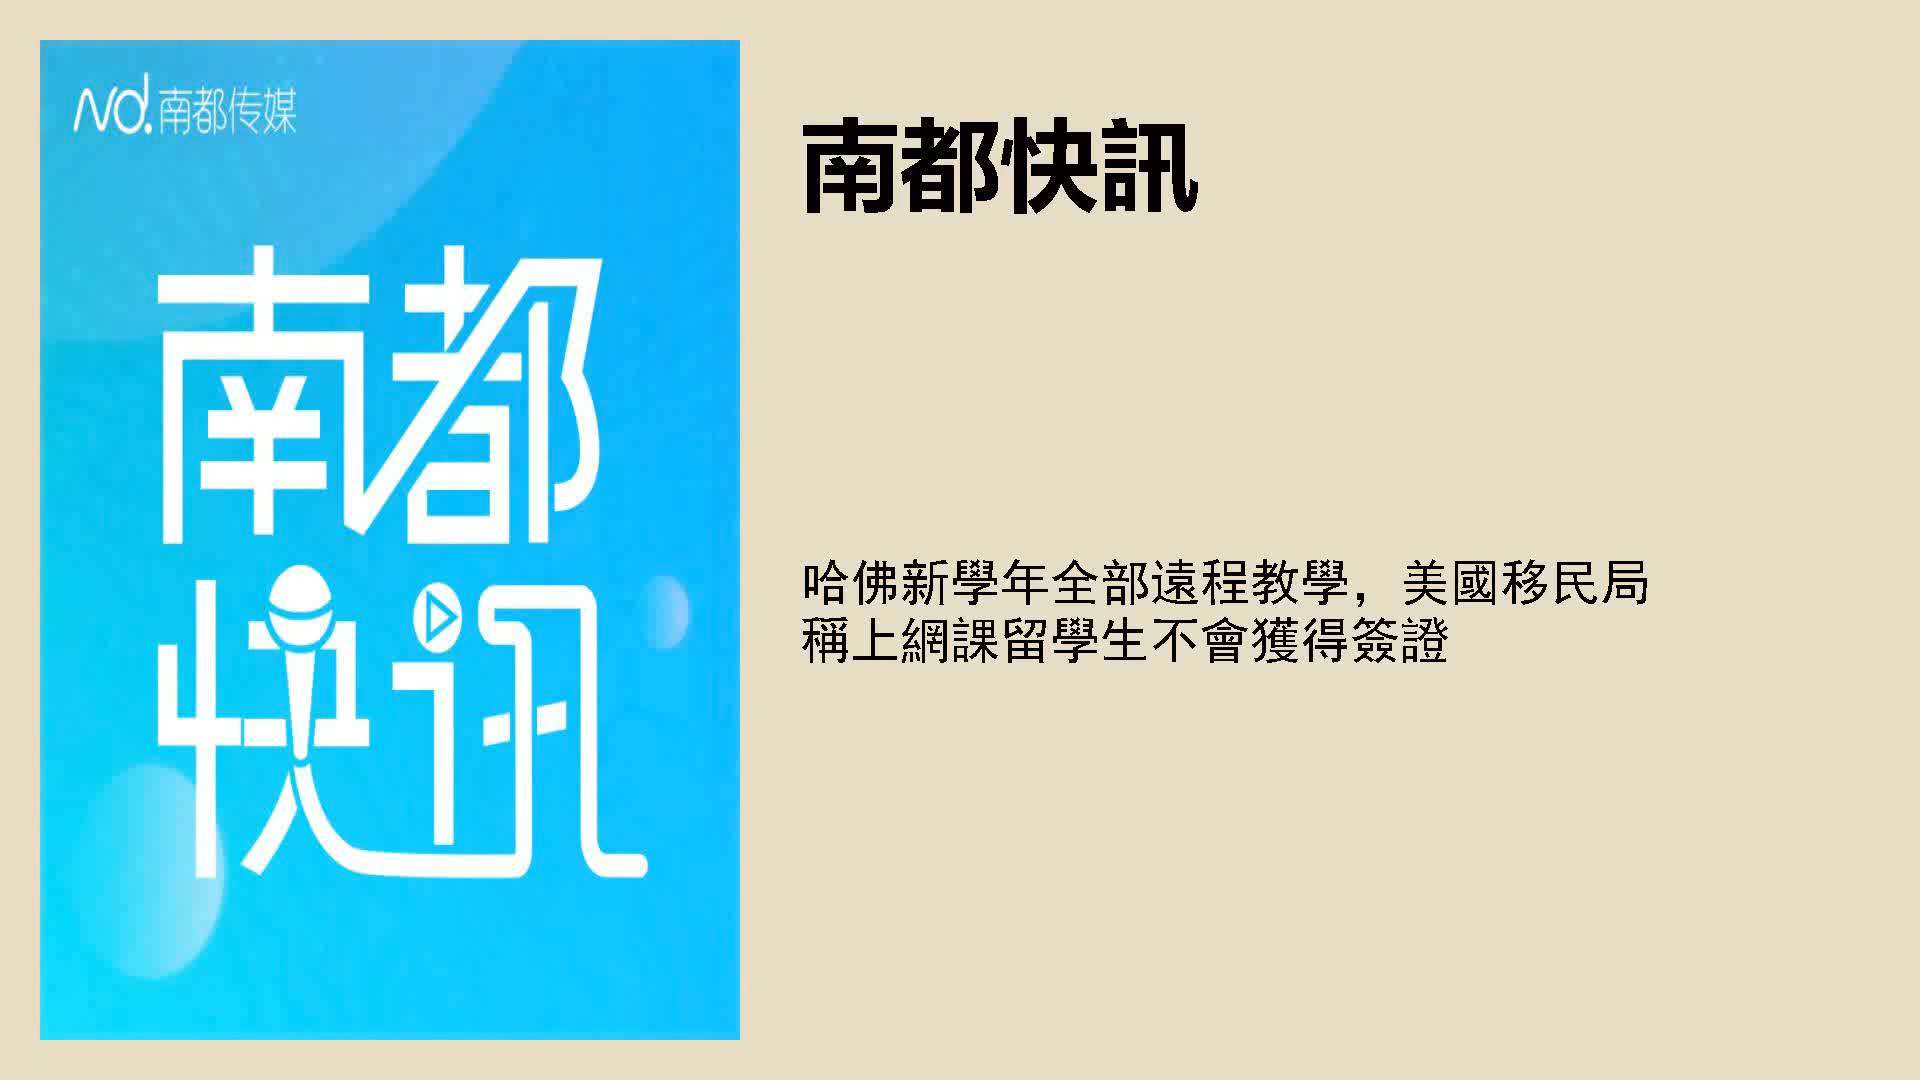 Nd.南都传媒
南都
快讯
南都快訊
哈佛新學年全部遠程教學，美國移民局
稱上網課留學生不會獲得簽證